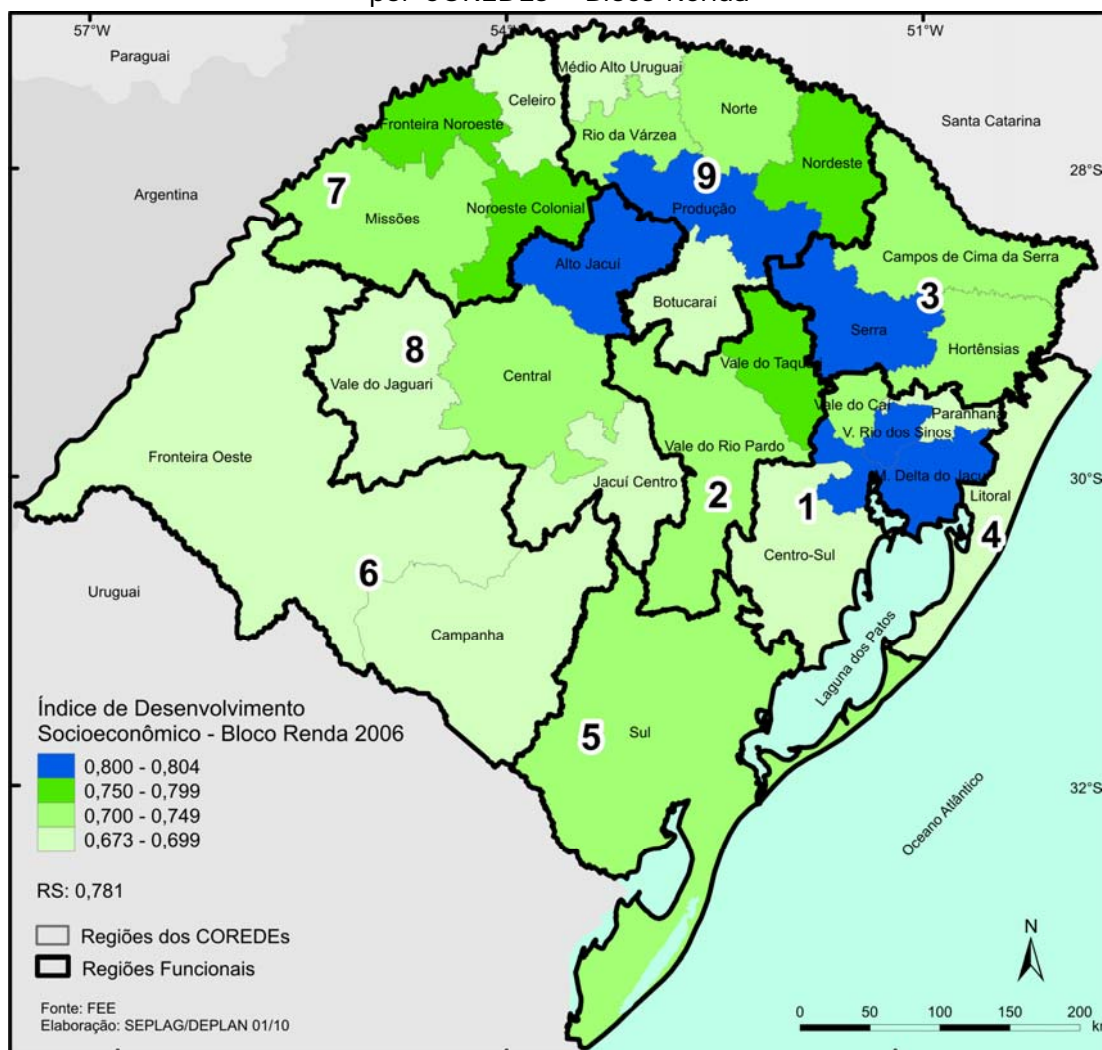 por COREDEs – Bloco Renda
57°W
54°W
51°W
Paraguai
Médio Alto Uruguai
Celeiro
Norte
Santa Catarina
Fronteira Noroeste
Rio da Várzea
Nordeste
28°S
9
Argentina
7
Produção
Missões
Noroeste Colonial
Alto Jacuí
Campos de Cima da Serra
Botucaraí
3
Serra
8
Hortênsias
Vale do Jaguari
Central
Vale do Taqua
Vale do Caí
Paranhana
V. Rio dos Sinos
Fronteira Oeste
Vale do Rio Pardo
M. Delta do Jacuí
30°S
Jacuí Centro
2
1
Litoral
4
Centro-Sul
6
Uruguai
Campanha
Laguna dos Patos
Índice de Desenvolvimento
Socioeconômico - Bloco Renda 2006
5
Sul
0,800 - 0,804
0,750 - 0,799
0,700 - 0,749
0,673 - 0,699
32°S
Oceano Atlântico
RS: 0,781
Regiões dos COREDEs
Regiões Funcionais
N
Fonte: FEE
Elaboração: SEPLAG/DEPLAN 01/10
0 50 100 150 200
km